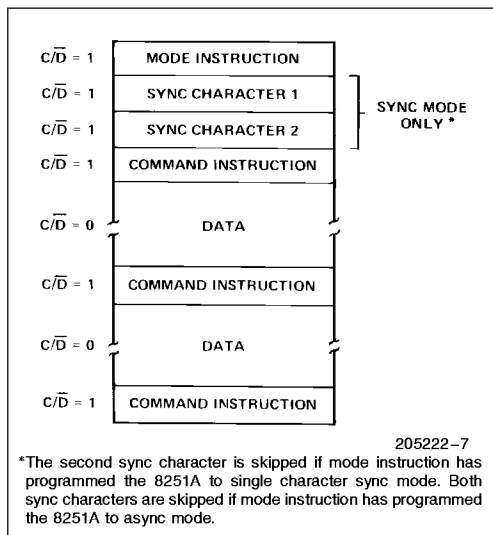 C/D̅ = 1 MODE INSTRUCTION
C/D̅ = 1 SYNC CHARACTER 1
SYNC MODE
ONLY *
C/D̅ = 1 SYNC CHARACTER 2
C/D̅ = 1 COMMAND INSTRUCTION
C/D̅ = 0 DATA
C/D̅ = 1 COMMAND INSTRUCTION
C/D̅ = 0 DATA
C/D̅ = 1 COMMAND INSTRUCTION
205222–7
*The second sync character is skipped if mode instruction has
programmed the 8251A to single character sync mode. Both
sync characters are skipped if mode instruction has programmed
the 8251A to async mode.